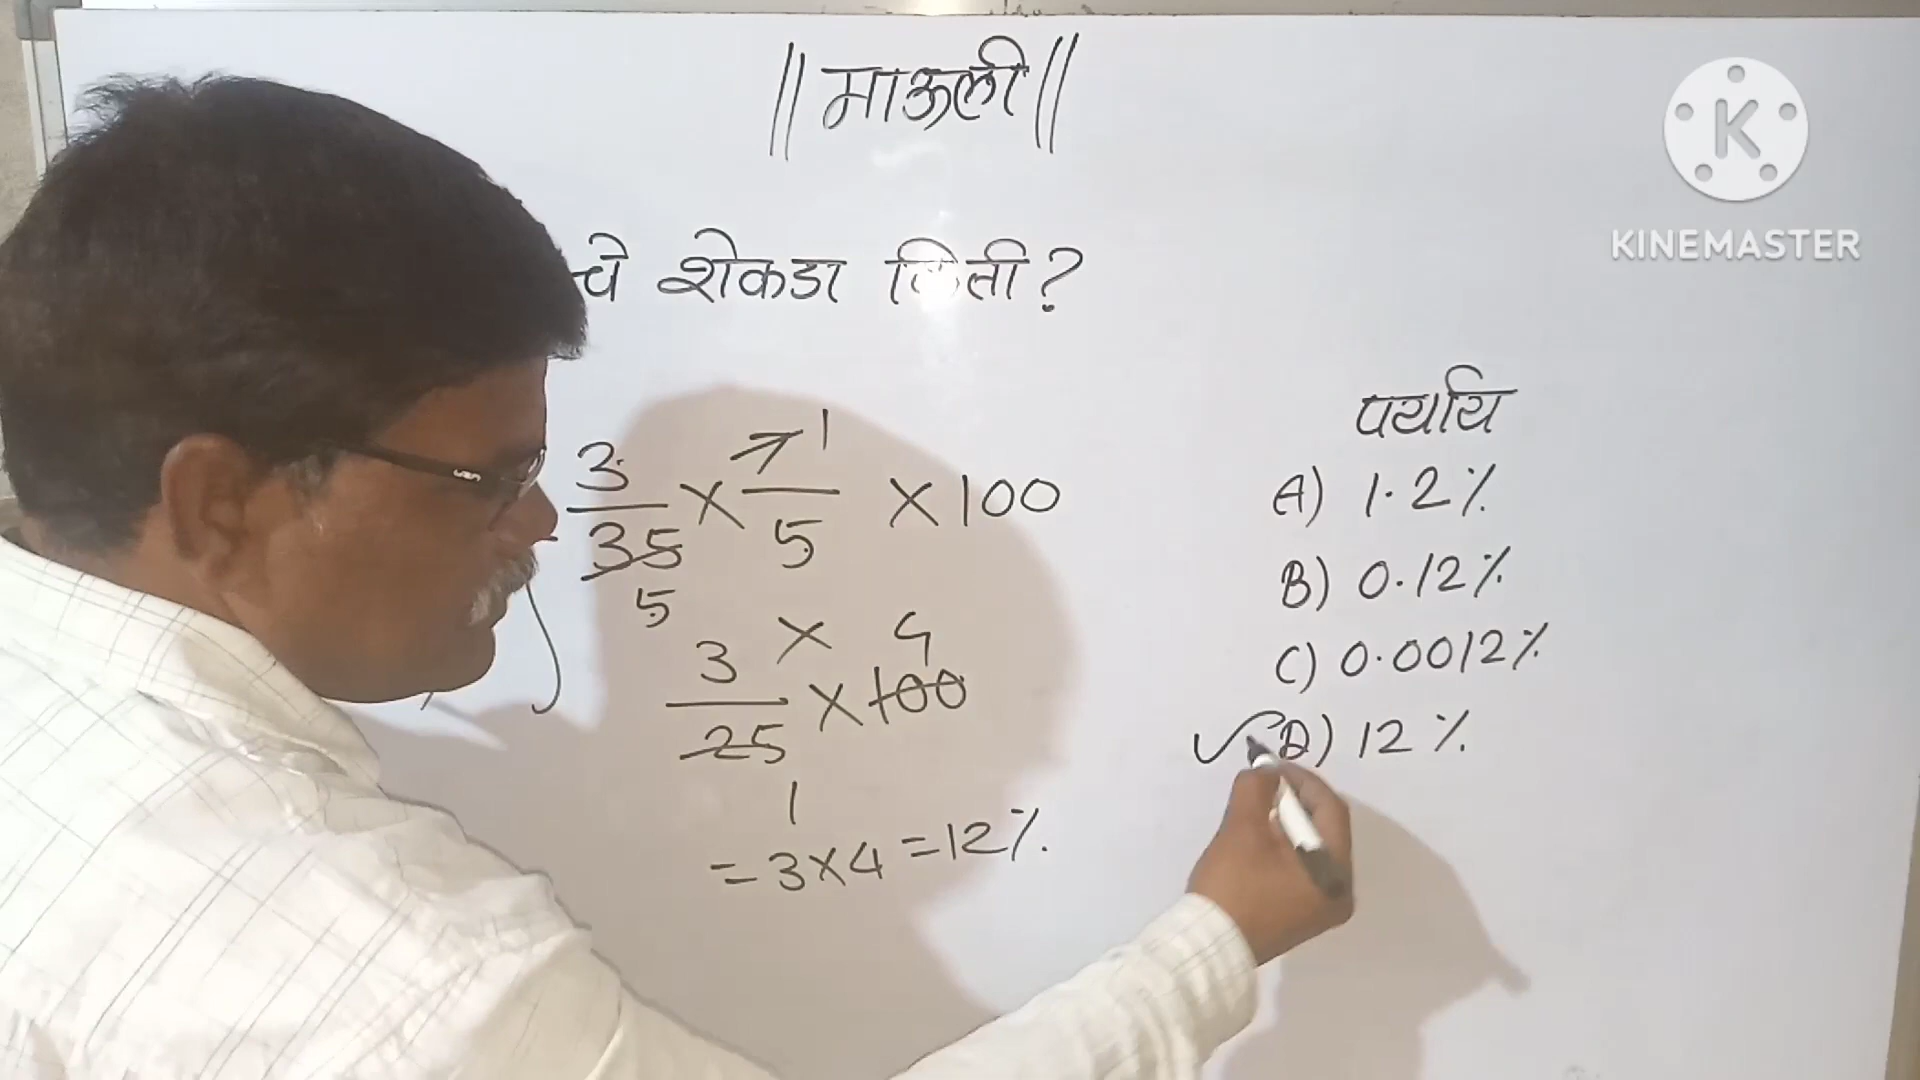 || माऊली ||
K
KINEMASTER
चे शेकडा किती?
3/35 × 7/5 × 100
1
5
×
4
3/25 × 100
1
= 3×4 = 12%
पर्याय
A) 1.2%
B) 0.12%
C) 0.0012%
✓ D) 12%